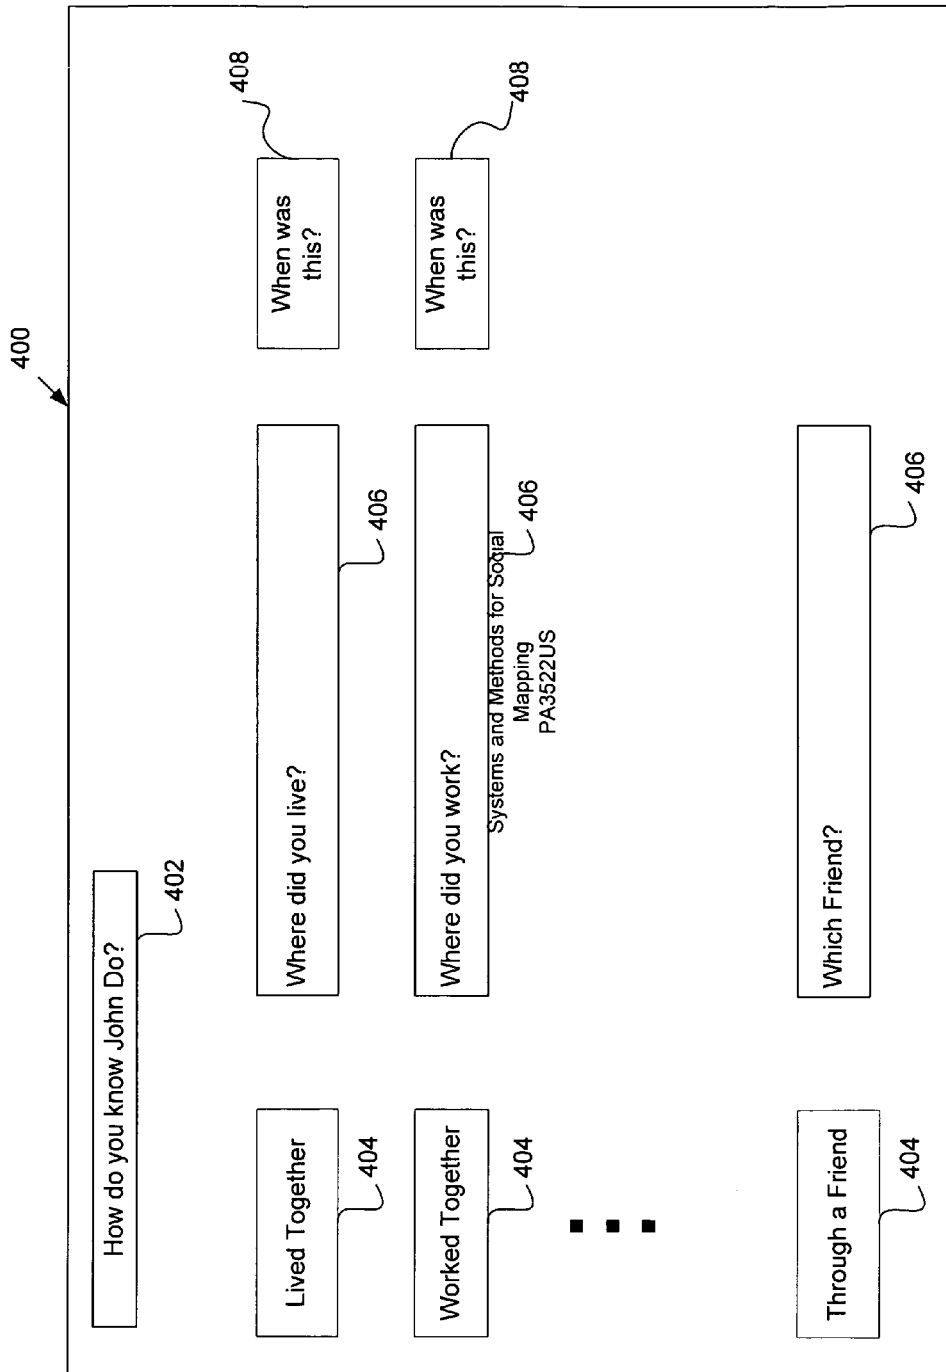 400
How do you know John Do?
402
Lived Together
404
Where did you live?
406
When was
this?
408
Worked Together
404
Where did you work?
406
When was
this?
408
Systems and Methods for Social
Mapping
PA3522US
Through a Friend
404
Which Friend?
406